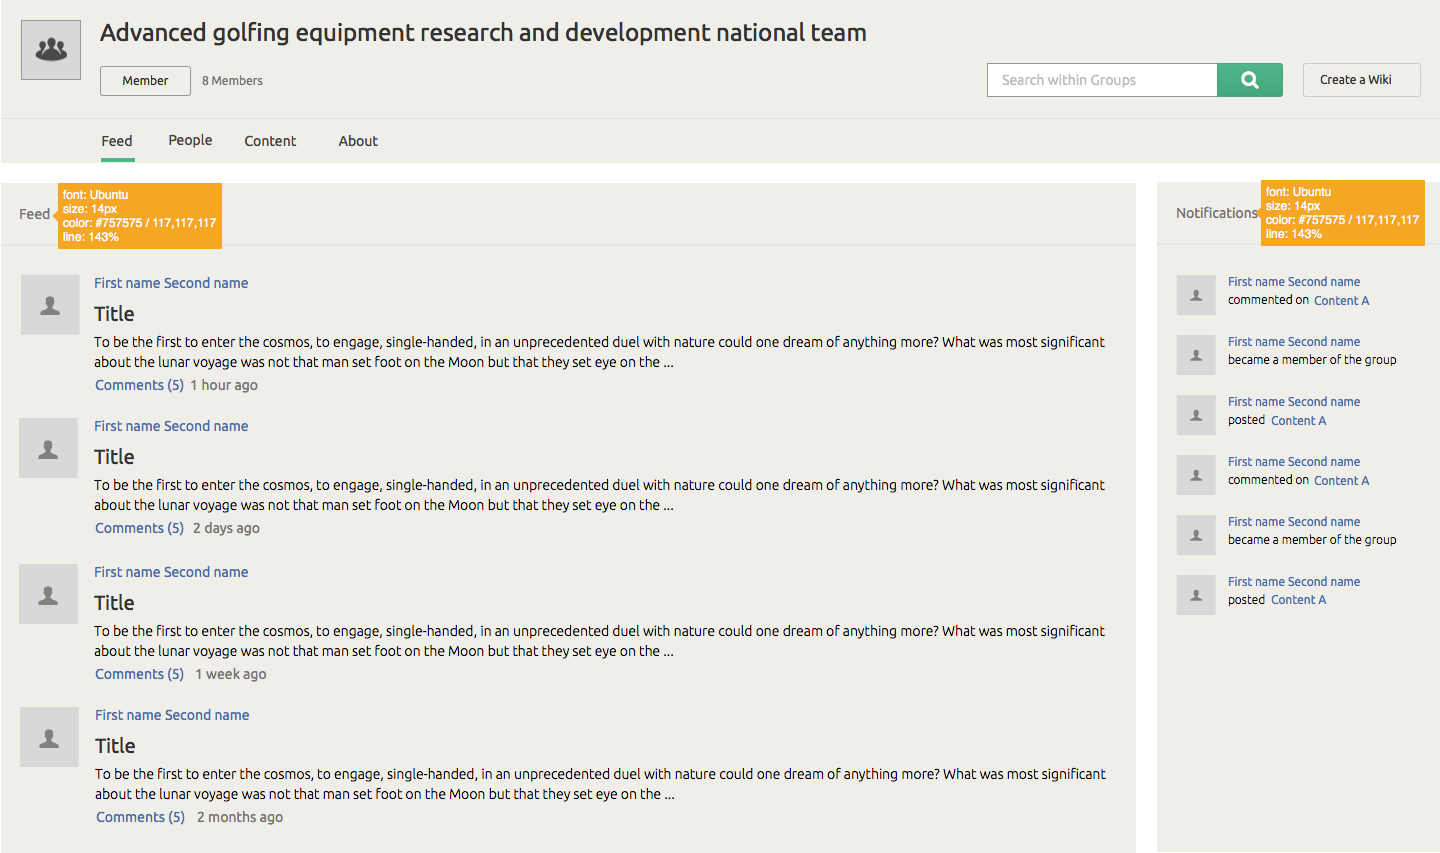 Advanced golfing equipment research and development national team
Member
8 Members
Search within Groups
Create a Wiki
Feed
People
Content
About
Feed
font: Ubuntu
size: 14px
color: #757575 / 117,117,117
line: 143%
First name Second name
Title
To be the first to enter the cosmos, to engage, single-handed, in an unprecedented duel with nature could one dream of anything more? What was most significant
about the lunar voyage was not that man set foot on the Moon but that they set eye on the ...
Comments (5) 1 hour ago
First name Second name
Title
To be the first to enter the cosmos, to engage, single-handed, in an unprecedented duel with nature could one dream of anything more? What was most significant
about the lunar voyage was not that man set foot on the Moon but that they set eye on the ...
Comments (5) 2 days ago
First name Second name
Title
To be the first to enter the cosmos, to engage, single-handed, in an unprecedented duel with nature could one dream of anything more? What was most significant
about the lunar voyage was not that man set foot on the Moon but that they set eye on the ...
Comments (5) 1 week ago
First name Second name
Title
To be the first to enter the cosmos, to engage, single-handed, in an unprecedented duel with nature could one dream of anything more? What was most significant
about the lunar voyage was not that man set foot on the Moon but that they set eye on the ...
Comments (5) 2 months ago
Notifications
font: Ubuntu
size: 14px
color: #757575 / 117,117,117
line: 143%
First name Second name
commented on Content A
First name Second name
became a member of the group
First name Second name
posted Content A
First name Second name
commented on Content A
First name Second name
became a member of the group
First name Second name
posted Content A